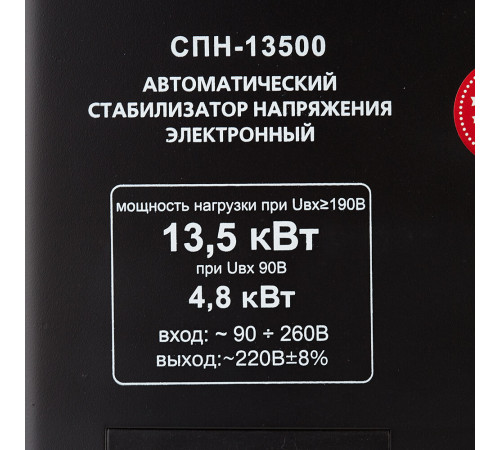 СПН-13500
АВТОМАТИЧЕСКИЙ
СТАБИЛИЗАТОР НАПРЯЖЕНИЯ
ЭЛЕКТРОННЫЙ
мощность нагрузки при Uвх≥190В
13,5 кВт
при Uвх 90В
4,8 кВт
вход: ~ 90 ÷ 260В
выход:~220В±8%